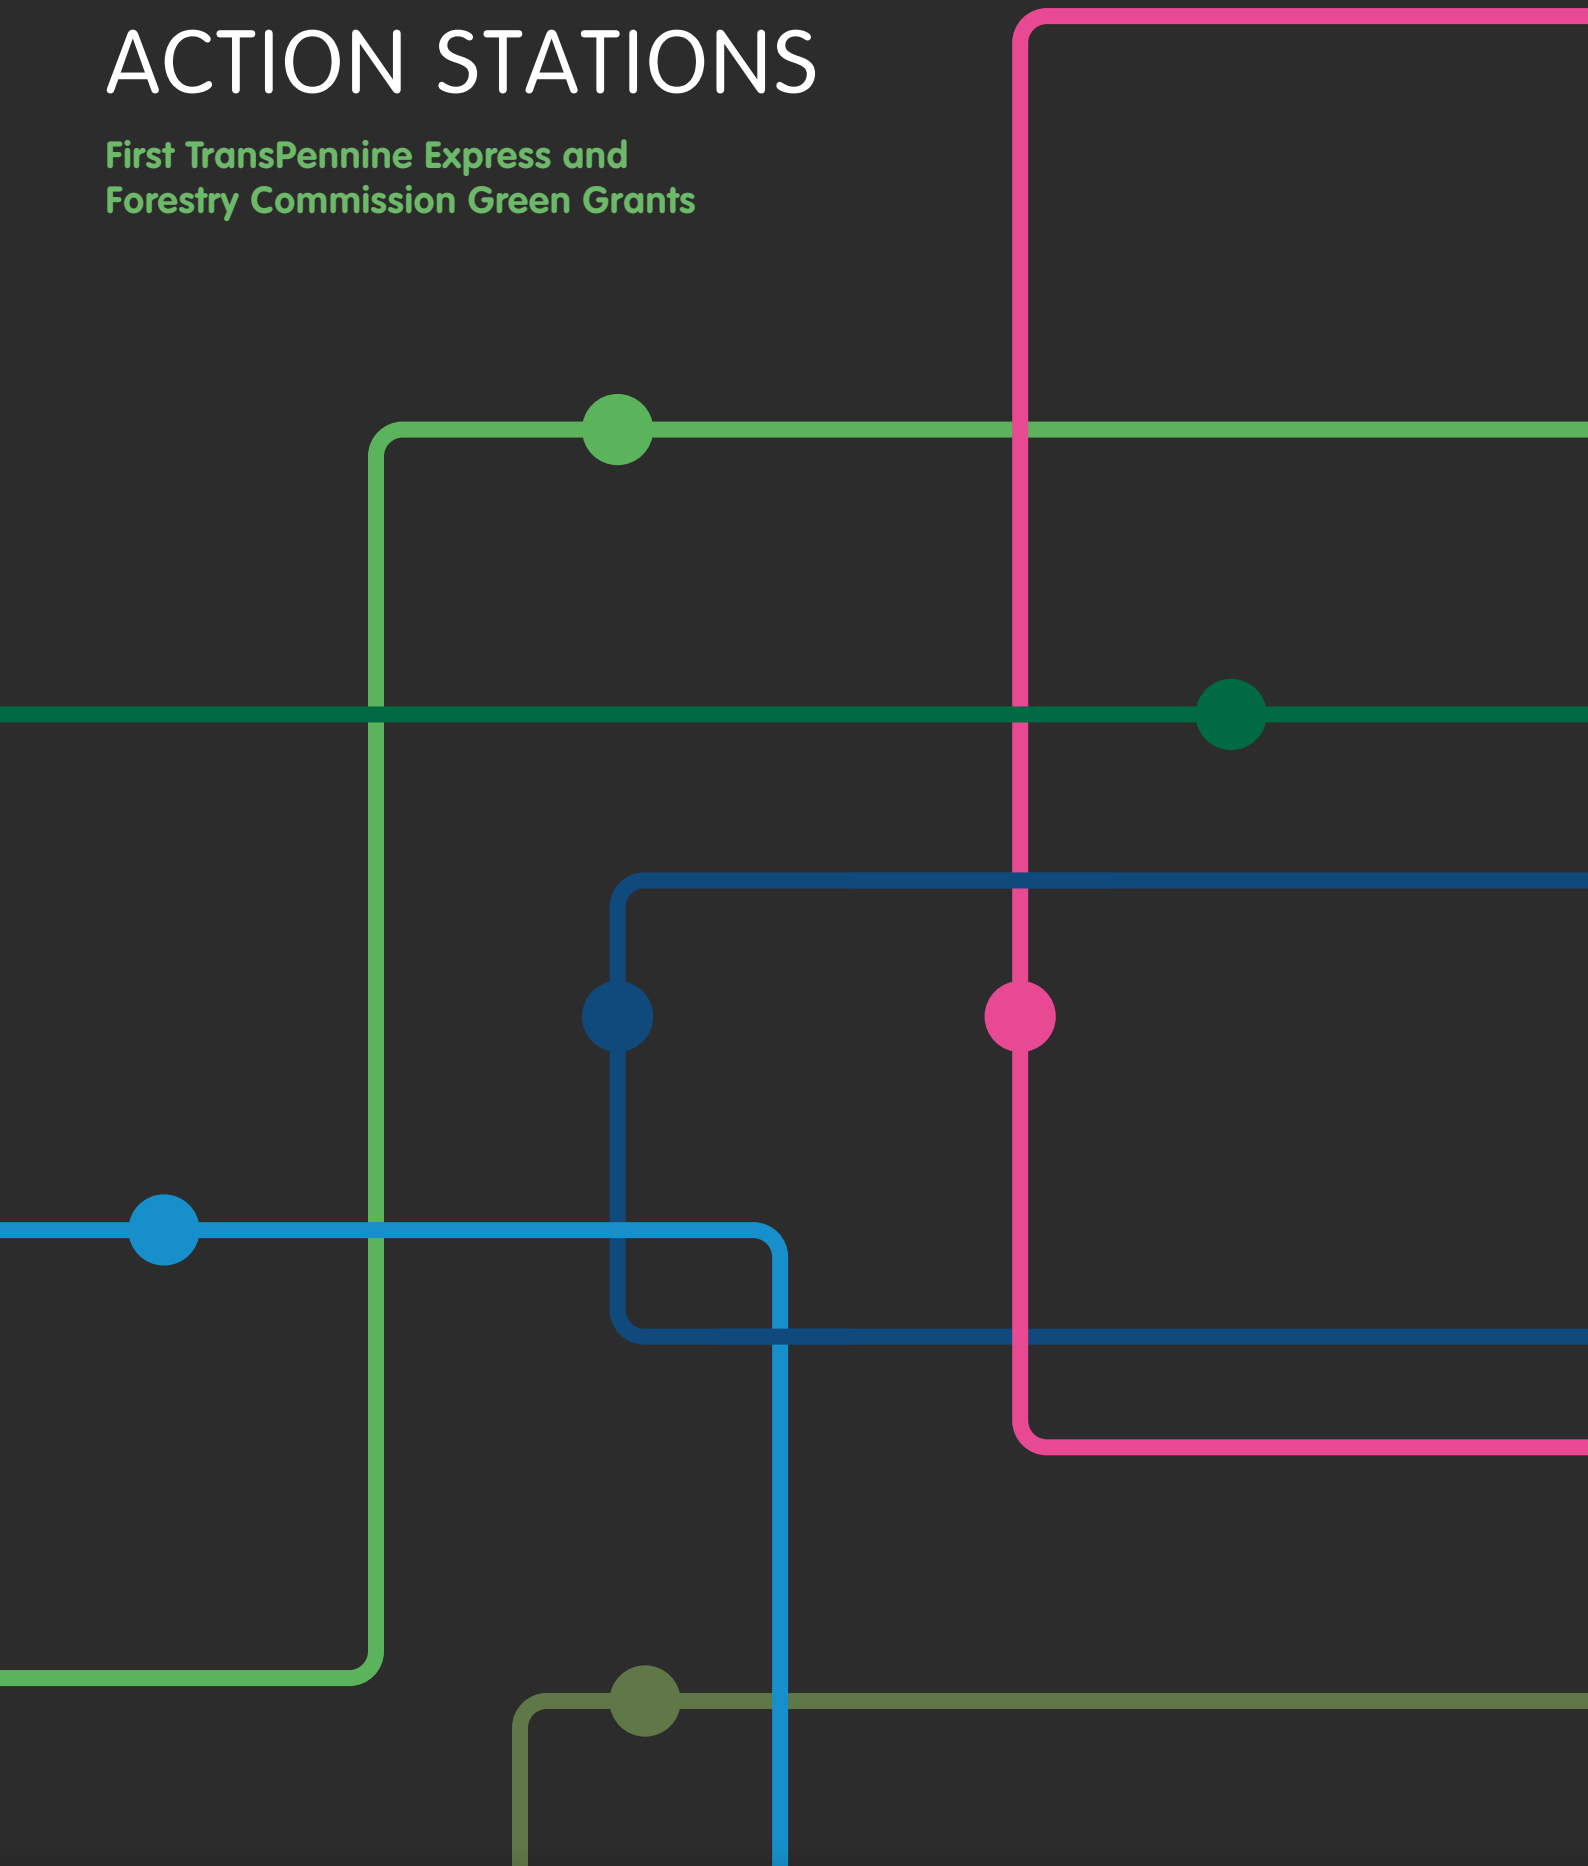 ACTION STATIONS
First TransPennine Express and
Forestry Commission Green Grants